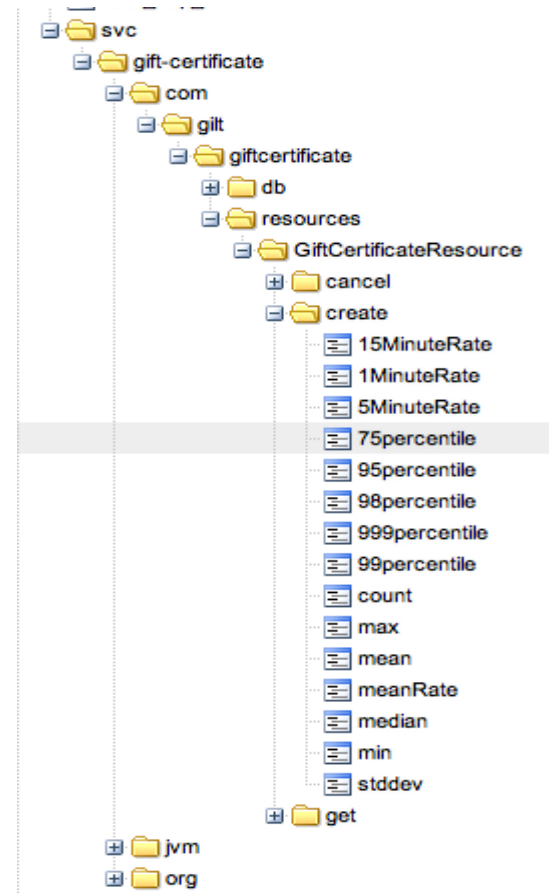 svc
gift-certificate
com
gilt
giftcertificate
db
resources
GiftCertificateResource
cancel
create
15MinuteRate
1MinuteRate
5MinuteRate
75percentile
95percentile
98percentile
999percentile
99percentile
count
max
mean
meanRate
median
min
stddev
get
jvm
org